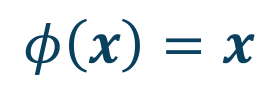 ϕ(𝒙) = 𝒙